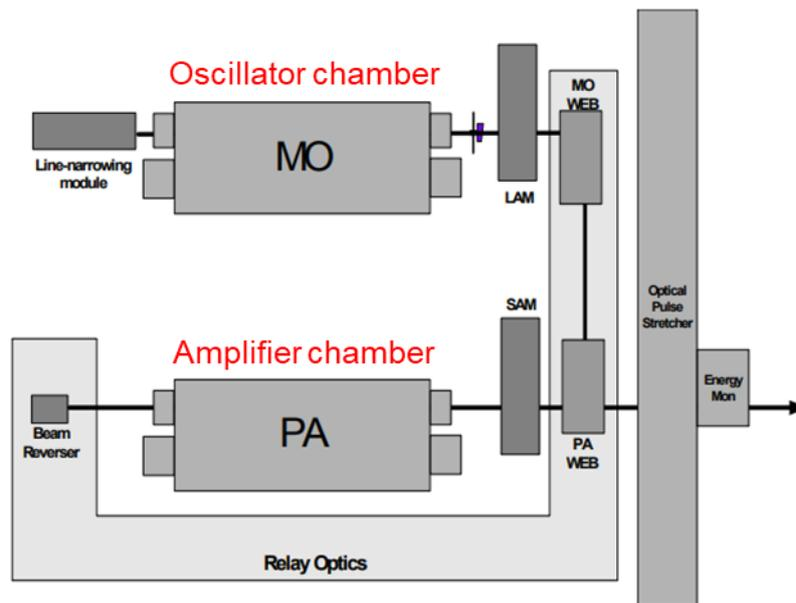 Oscillator chamber
Line-narrowing
module
MO
LAM
MO
WEB
Optical
Pulse
Stretcher
SAM
Amplifier chamber
Beam
Reverser
PA
PA
WEB
Energy
Mon
Relay Optics